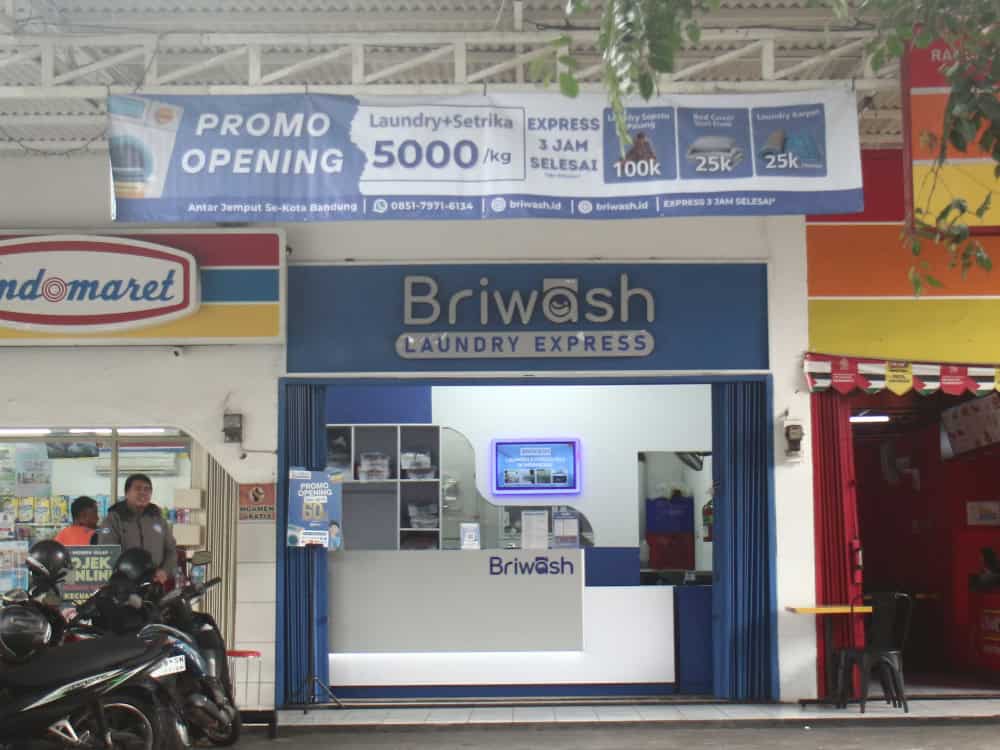 PROMO
OPENING
Laundry+Setrika
5000/kg
EXPRESS
3 JAM
SELESAI
100k
Bed Cover
25k
Laundry Karpet
25k
Antar Jemput Se-Kota Bandung | 0851-7971-6134 | briwash.id | briwash.id | EXPRESS 3 JAM SELESAI*
ndomaret
Briwash
LAUNDRY EXPRESS
PROMO
OPENING
NGAMEN
GRATIS
OJEK
ONLINE
Briwash